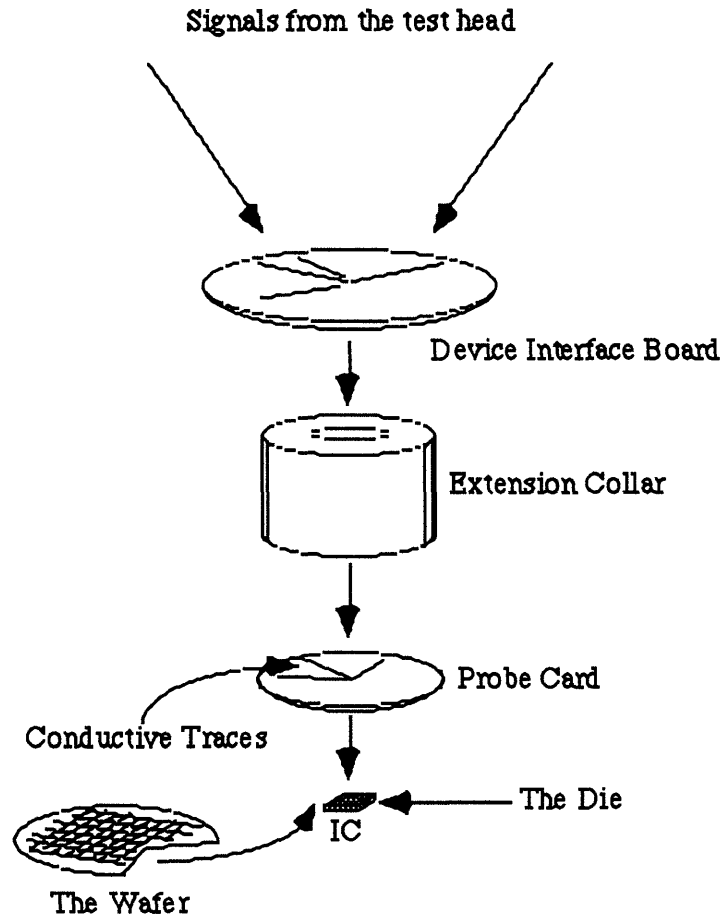 Signals from the test head
Device Interface Board
Extension Collar
Probe Card
Conductive Traces
The Die
IC
The Wafer